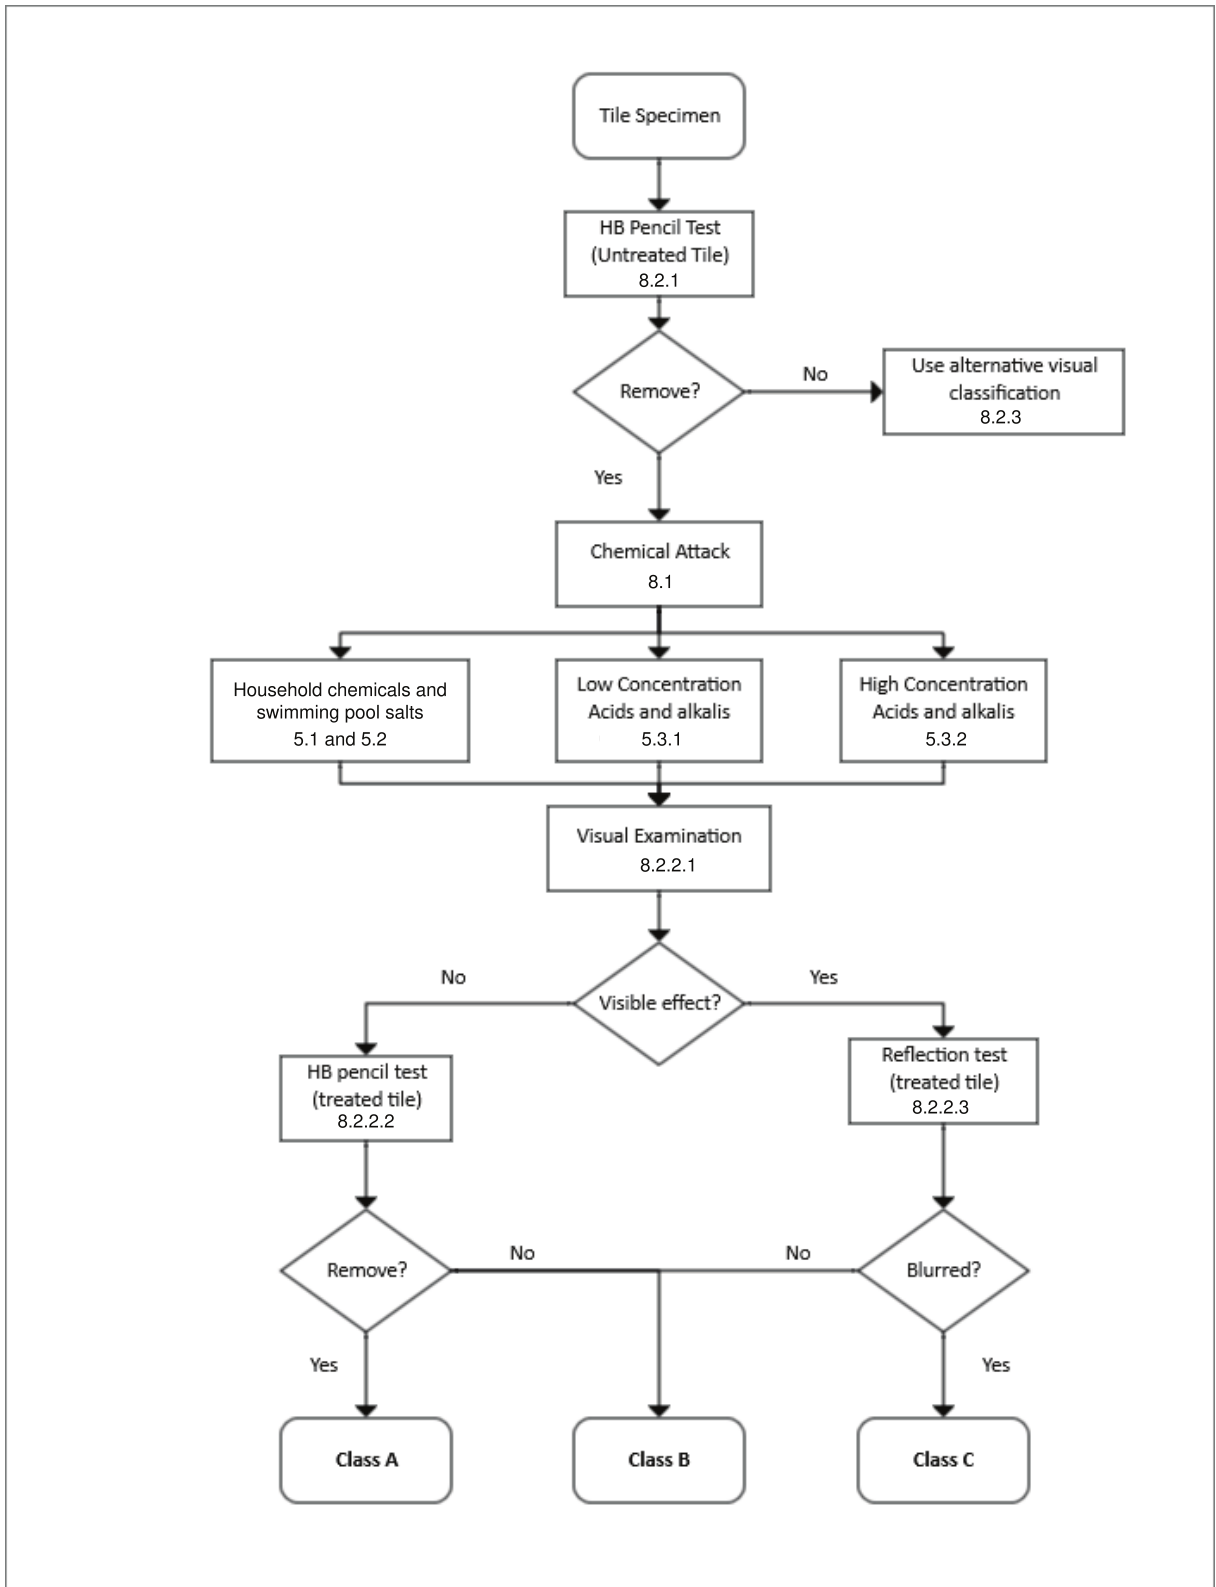 Tile Specimen
HB Pencil Test
(Untreated Tile)
8.2.1
Remove?
No
Use alternative visual
classification
8.2.3
Yes
Chemical Attack
8.1
Household chemicals and
swimming pool salts
5.1 and 5.2
Low Concentration
Acids and alkalis
5.3.1
High Concentration
Acids and alkalis
5.3.2
Visual Examination
8.2.2.1
No
Yes
Visible effect?
HB pencil test
(treated tile)
8.2.2.2
Reflection test
(treated tile)
8.2.2.3
Remove?
No
No
Blurred?
Yes
Yes
Class A
Class B
Class C